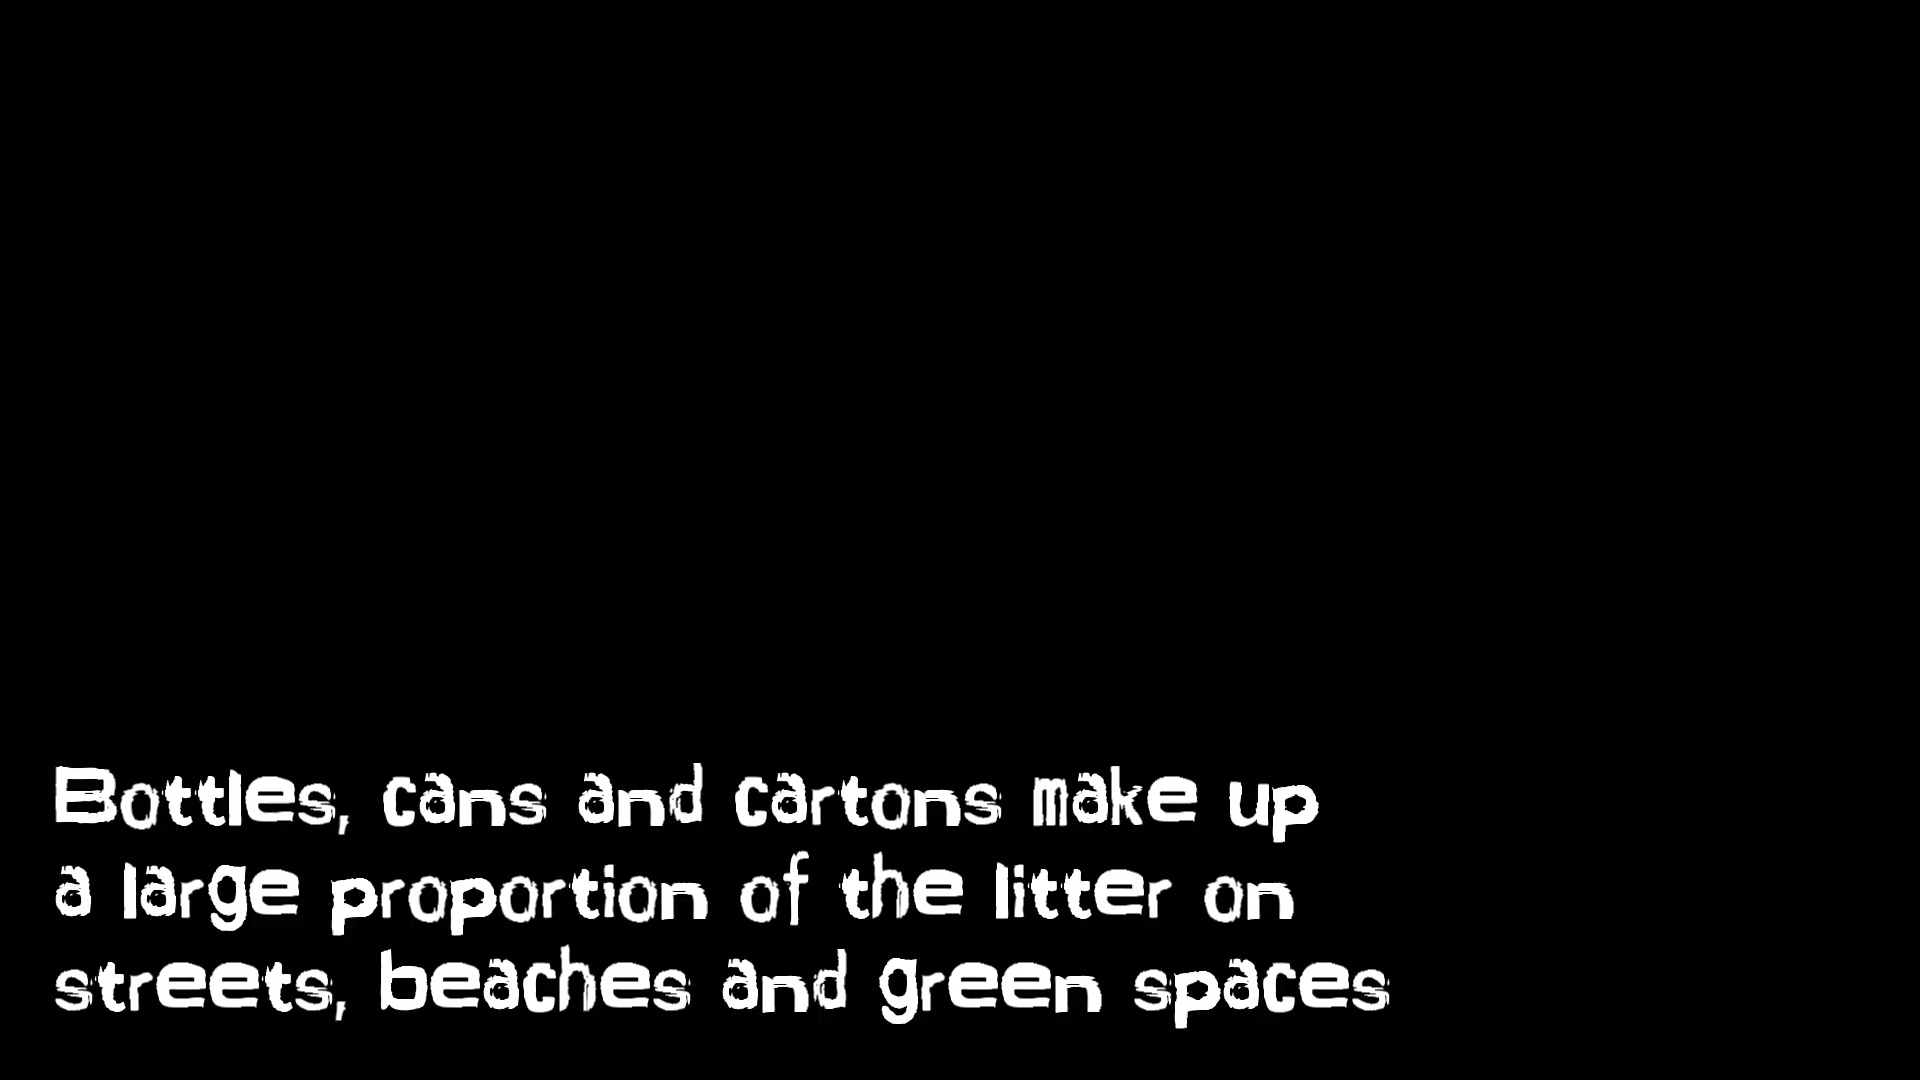 Bottles, cans and cartons make up
a large proportion of the litter on
streets, beaches and green spaces